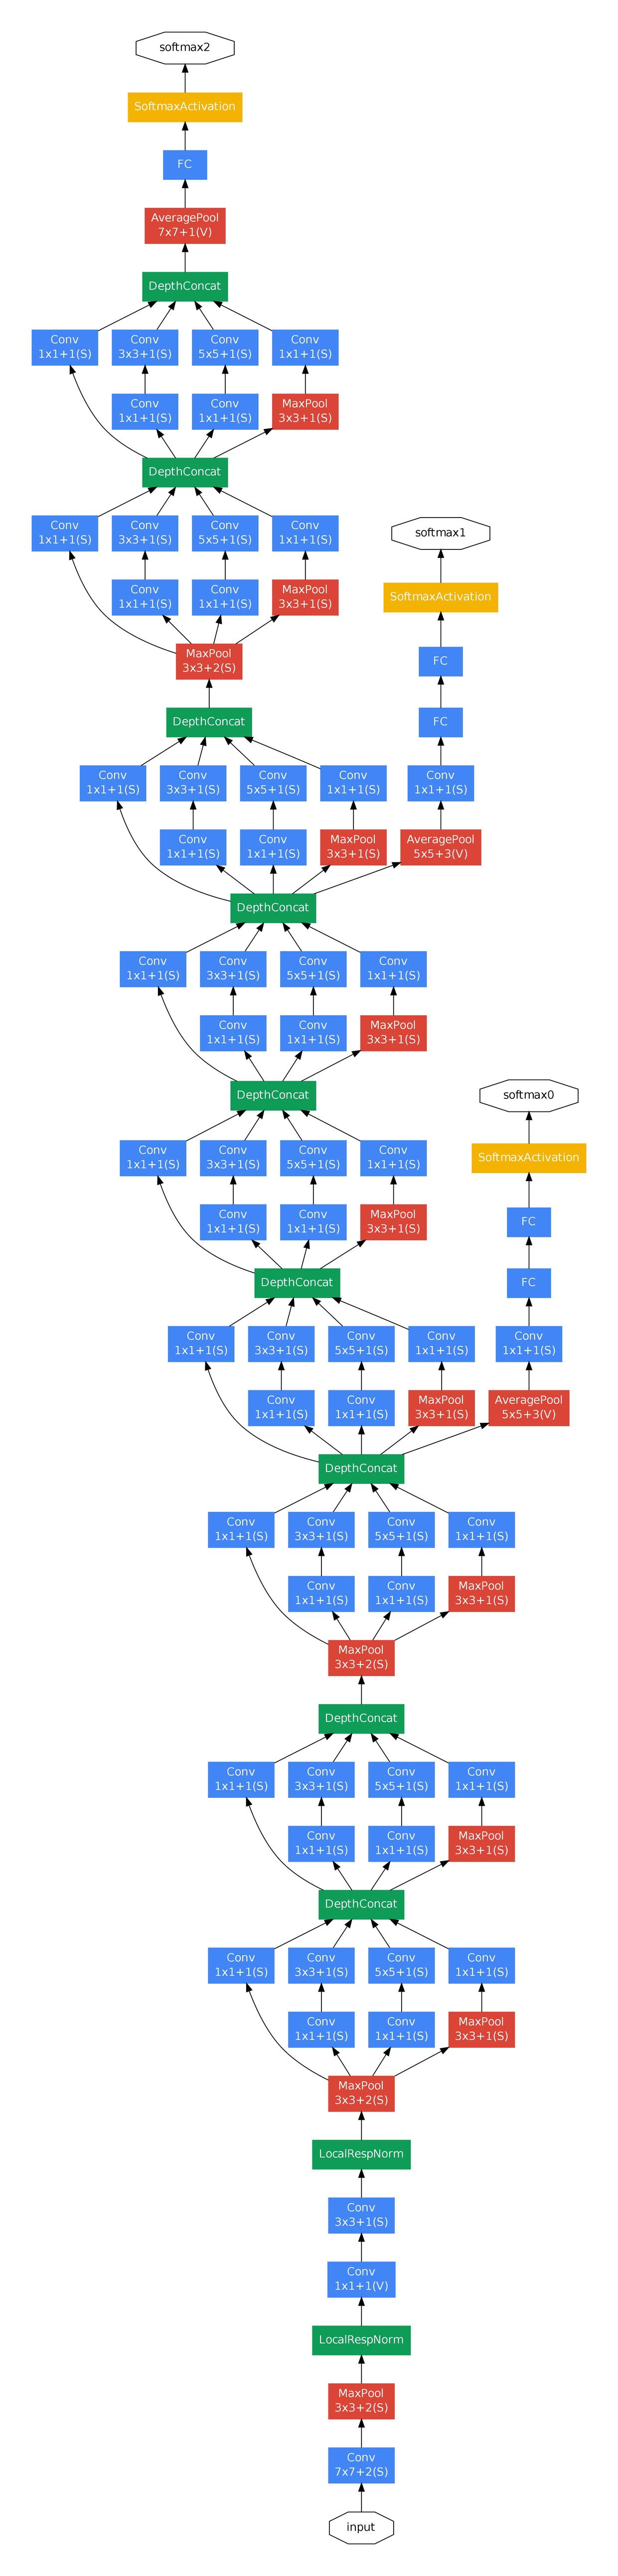 softmax2
SoftmaxActivation
FC
AveragePool
7x7+1(V)
DepthConcat
Conv
1x1+1(S)
Conv
3x3+1(S)
Conv
5x5+1(S)
Conv
1x1+1(S)
Conv
1x1+1(S)
Conv
1x1+1(S)
MaxPool
3x3+1(S)
DepthConcat
Conv
1x1+1(S)
Conv
3x3+1(S)
Conv
5x5+1(S)
Conv
1x1+1(S)
softmax1
Conv
1x1+1(S)
Conv
1x1+1(S)
MaxPool
3x3+1(S)
SoftmaxActivation
MaxPool
3x3+2(S)
FC
DepthConcat
FC
Conv
1x1+1(S)
Conv
3x3+1(S)
Conv
5x5+1(S)
Conv
1x1+1(S)
Conv
1x1+1(S)
Conv
1x1+1(S)
Conv
1x1+1(S)
MaxPool
3x3+1(S)
AveragePool
5x5+3(V)
DepthConcat
Conv
1x1+1(S)
Conv
3x3+1(S)
Conv
5x5+1(S)
Conv
1x1+1(S)
Conv
1x1+1(S)
Conv
1x1+1(S)
MaxPool
3x3+1(S)
DepthConcat
softmax0
Conv
1x1+1(S)
Conv
3x3+1(S)
Conv
5x5+1(S)
Conv
1x1+1(S)
SoftmaxActivation
Conv
1x1+1(S)
Conv
1x1+1(S)
MaxPool
3x3+1(S)
FC
DepthConcat
FC
Conv
1x1+1(S)
Conv
3x3+1(S)
Conv
5x5+1(S)
Conv
1x1+1(S)
Conv
1x1+1(S)
Conv
1x1+1(S)
Conv
1x1+1(S)
MaxPool
3x3+1(S)
AveragePool
5x5+3(V)
DepthConcat
Conv
1x1+1(S)
Conv
3x3+1(S)
Conv
5x5+1(S)
Conv
1x1+1(S)
Conv
1x1+1(S)
Conv
1x1+1(S)
MaxPool
3x3+1(S)
MaxPool
3x3+2(S)
DepthConcat
Conv
1x1+1(S)
Conv
3x3+1(S)
Conv
5x5+1(S)
Conv
1x1+1(S)
Conv
1x1+1(S)
Conv
1x1+1(S)
MaxPool
3x3+1(S)
DepthConcat
Conv
1x1+1(S)
Conv
3x3+1(S)
Conv
5x5+1(S)
Conv
1x1+1(S)
Conv
1x1+1(S)
Conv
1x1+1(S)
MaxPool
3x3+1(S)
MaxPool
3x3+2(S)
LocalRespNorm
Conv
3x3+1(S)
Conv
1x1+1(V)
LocalRespNorm
MaxPool
3x3+2(S)
Conv
7x7+2(S)
input